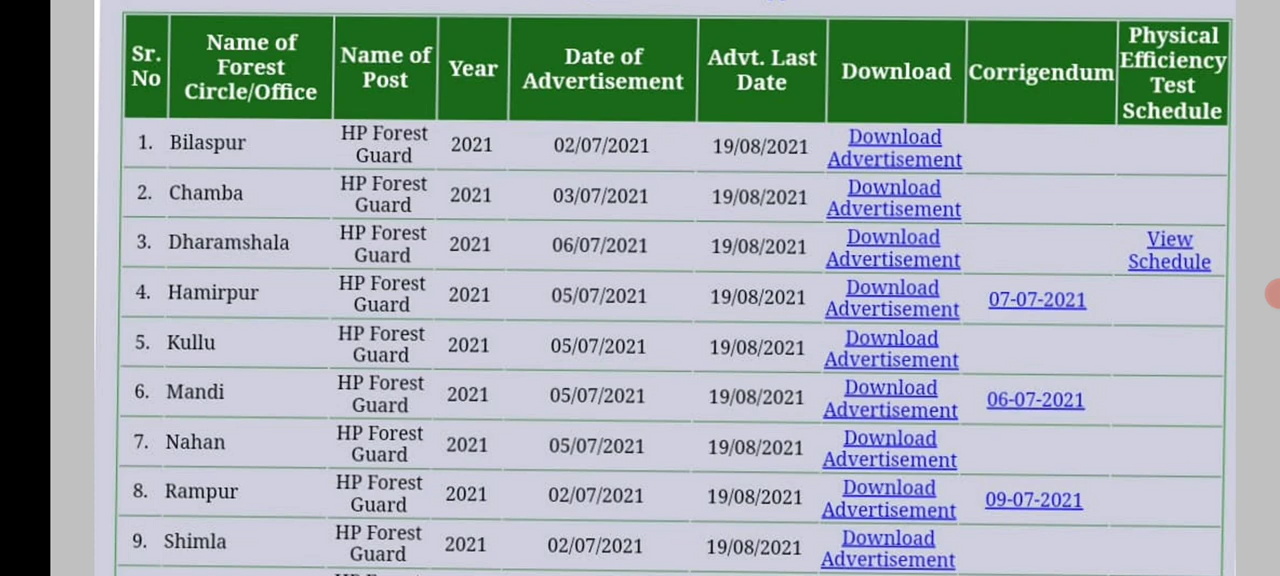 Sr. No | Name of Forest Circle/Office | Name of Post | Year | Date of Advertisement | Advt. Last Date | Download | Corrigendum | Physical Efficiency Test Schedule
1. Bilaspur HP Forest Guard 2021 02/07/2021 19/08/2021 Download Advertisement
2. Chamba HP Forest Guard 2021 03/07/2021 19/08/2021 Download Advertisement
3. Dharamshala HP Forest Guard 2021 06/07/2021 19/08/2021 Download Advertisement View Schedule
4. Hamirpur HP Forest Guard 2021 05/07/2021 19/08/2021 Download Advertisement 07-07-2021
5. Kullu HP Forest Guard 2021 05/07/2021 19/08/2021 Download Advertisement
6. Mandi HP Forest Guard 2021 05/07/2021 19/08/2021 Download Advertisement 06-07-2021
7. Nahan HP Forest Guard 2021 05/07/2021 19/08/2021 Download Advertisement
8. Rampur HP Forest Guard 2021 02/07/2021 19/08/2021 Download Advertisement 09-07-2021
9. Shimla HP Forest Guard 2021 02/07/2021 19/08/2021 Download Advertisement